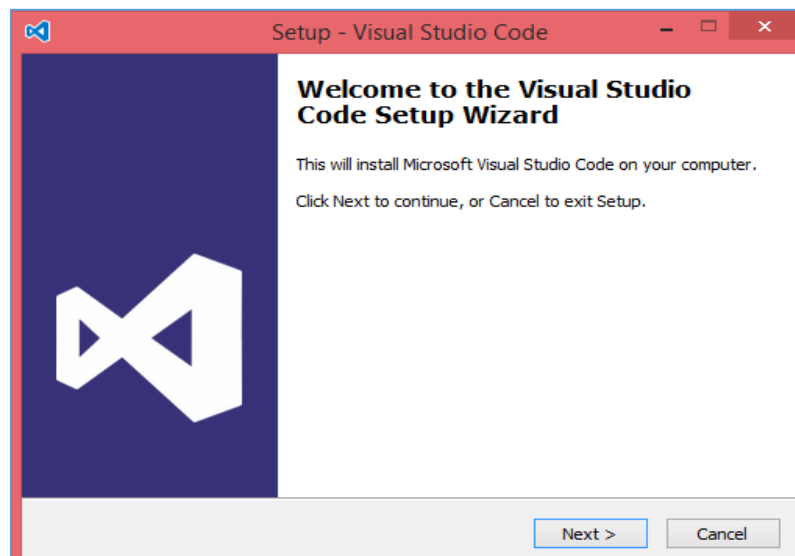 Setup - Visual Studio Code
Welcome to the Visual Studio
Code Setup Wizard
This will install Microsoft Visual Studio Code on your computer.
Click Next to continue, or Cancel to exit Setup.
Next >
Cancel